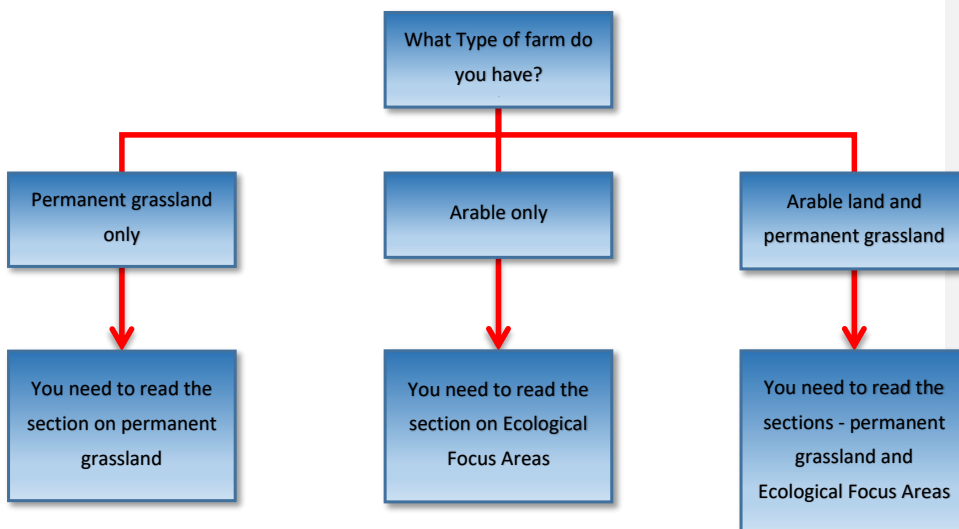 What Type of farm do
you have?
Permanent grassland
only
Arable only
Arable land and
permanent grassland
You need to read the
section on permanent
grassland
You need to read the
section on Ecological
Focus Areas
You need to read the
sections - permanent
grassland and
Ecological Focus Areas